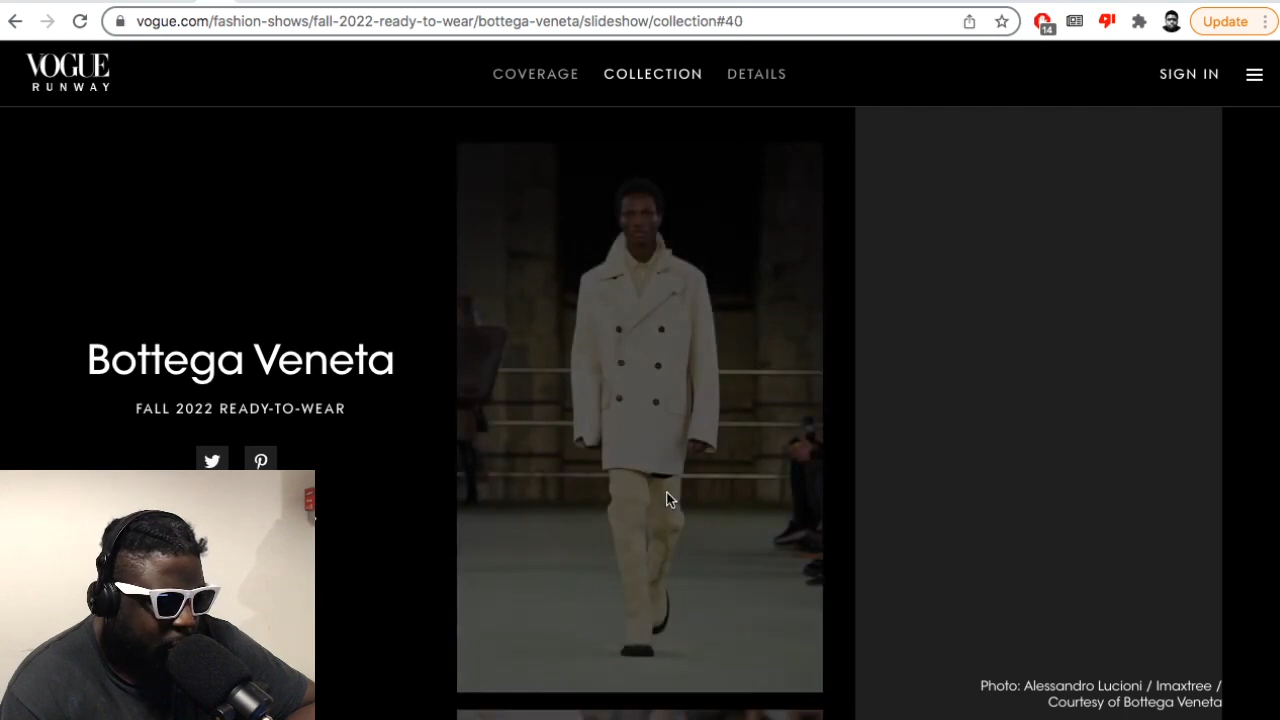 vogue.com/fashion-shows/fall-2022-ready-to-wear/bottega-veneta/slideshow/collection#40
14
Update
VOGUE
RUNWAY
COVERAGE
COLLECTION
DETAILS
SIGN IN
Bottega Veneta
FALL 2022 READY-TO-WEAR
Photo: Alessandro Lucioni / Imaxtree /
Courtesy of Bottega Veneta